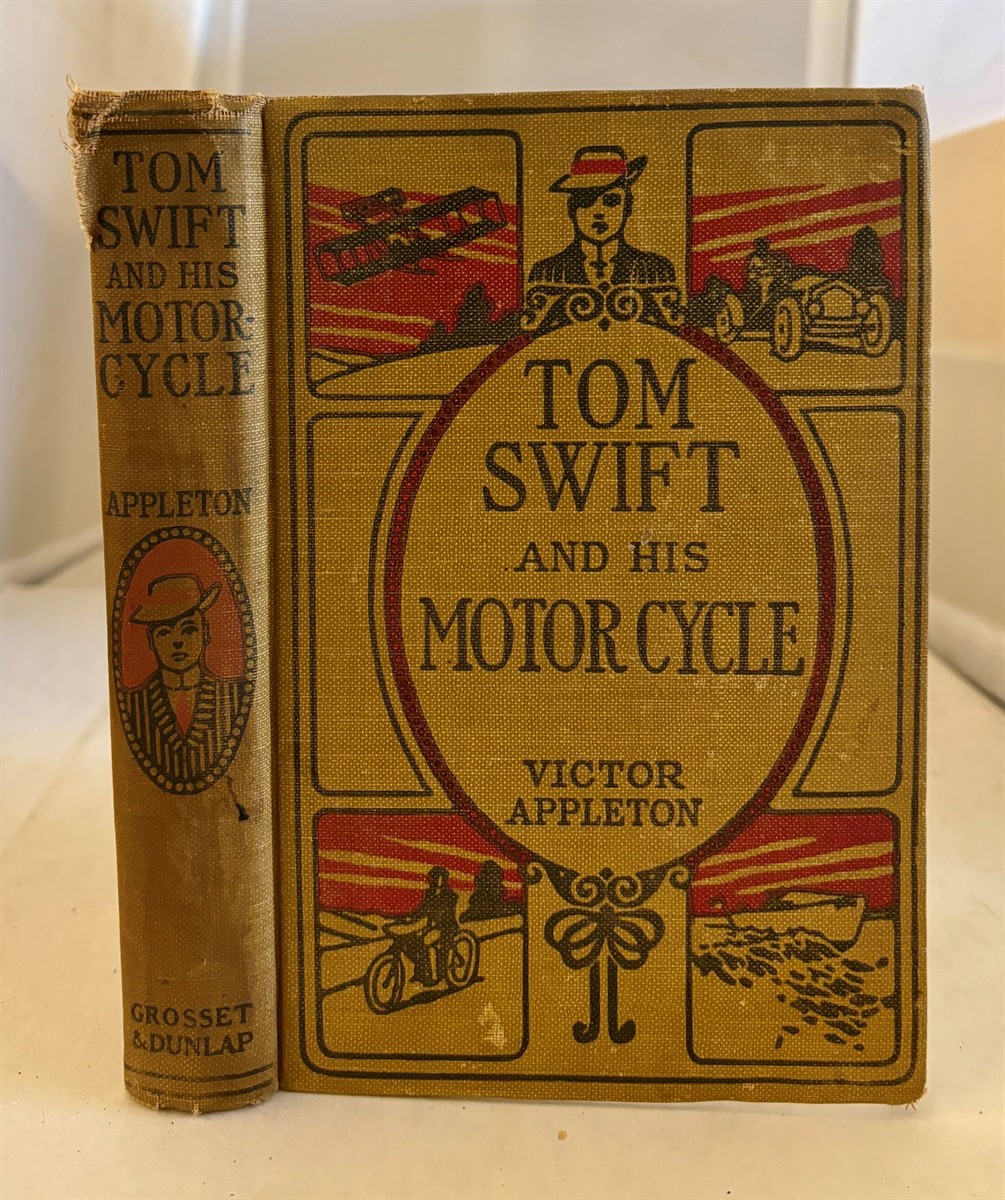 TOM
SWIFT
AND HIS
MOTOR-
CYCLE
APPLETON
GROSSET
& DUNLAP
TOM
SWIFT
AND HIS
MOTOR CYCLE
VICTOR
APPLETON